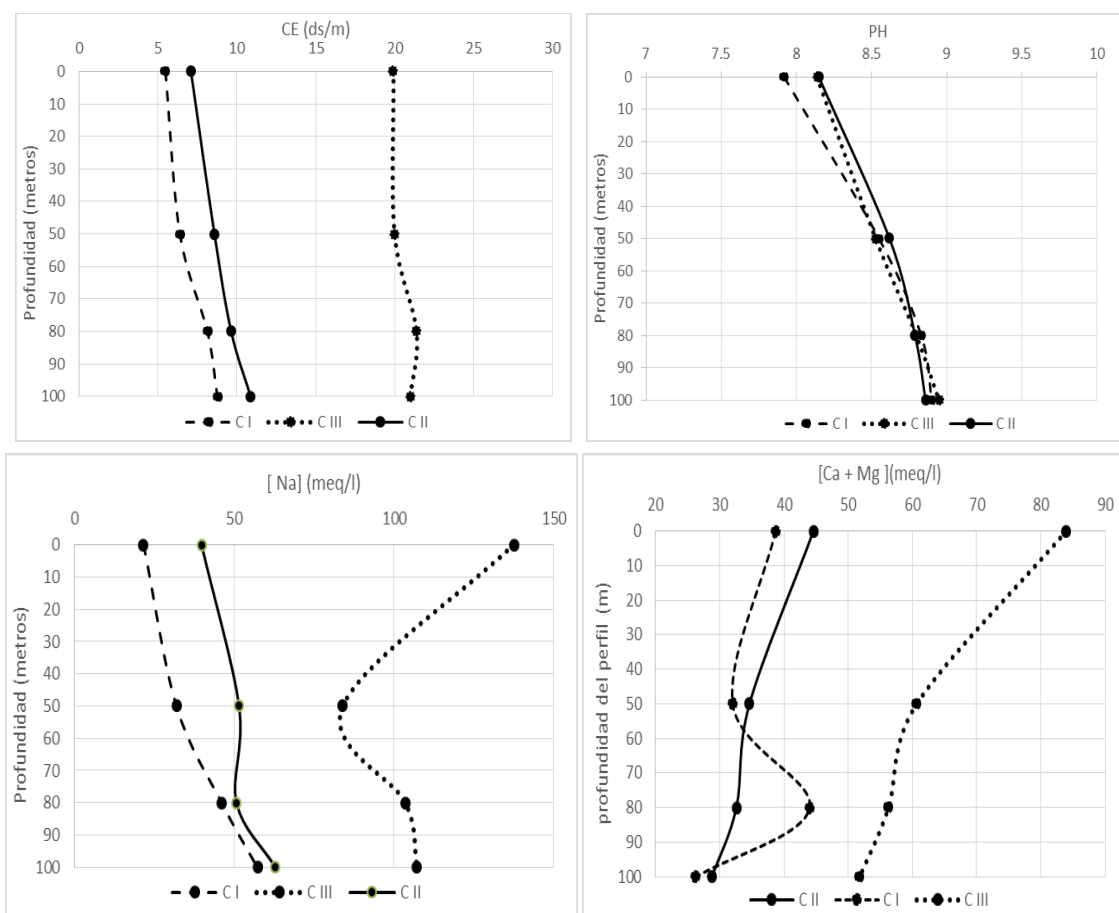 CE (ds/m)
0 5 10 15 20 25 30
Profundidad (metros)
0
10
20
30
40
50
60
70
80
90
100
C I C III C II
PH
7 7.5 8 8.5 9 9.5 10
Profundidad (metros)
0
10
20
30
40
50
60
70
80
90
100
C I C III C II
[ Na] (meq/l)
0 50 100 150
Profundidad (metros)
0
10
20
30
40
50
60
70
80
90
100
C I C III C II
[Ca + Mg ](meq/l)
20 30 40 50 60 70 80 90
profundidad del perfil (m)
0
10
20
30
40
50
60
70
80
90
100
C II C I C III